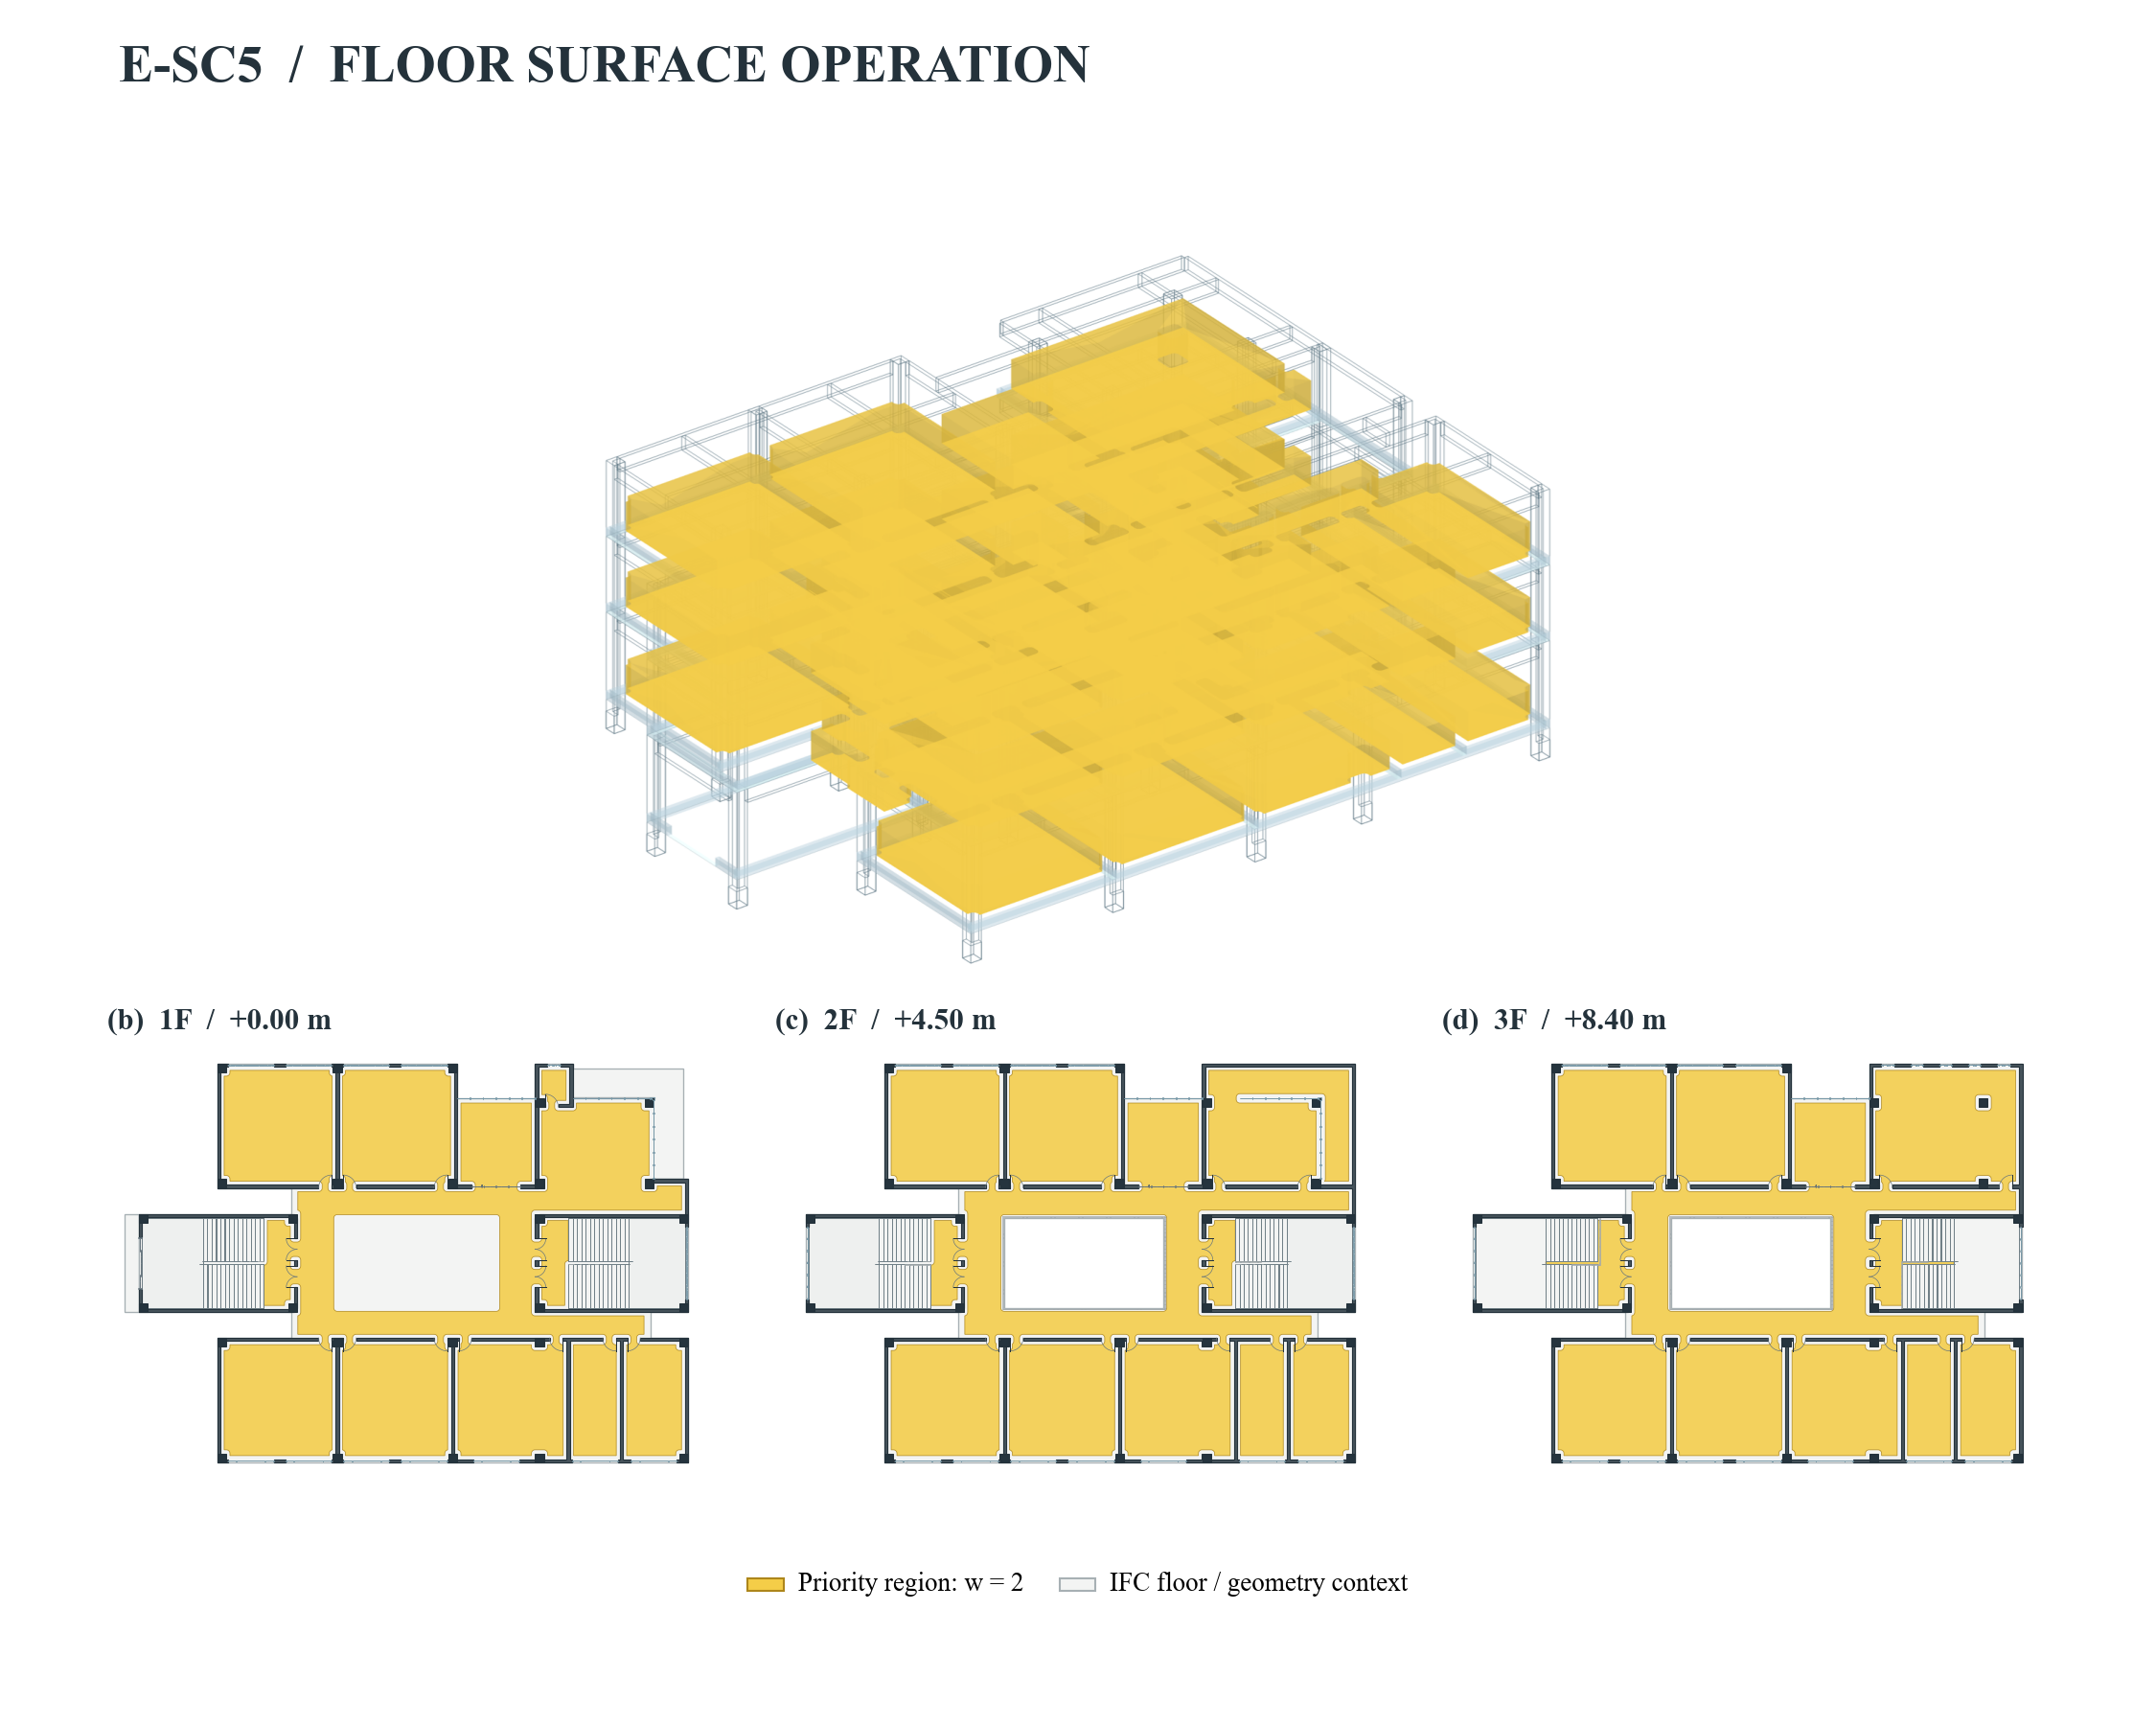 E-SC5 / FLOOR SURFACE OPERATION
(b) 1F / +0.00 m
(c) 2F / +4.50 m
(d) 3F / +8.40 m
Priority region: w = 2
IFC floor / geometry context